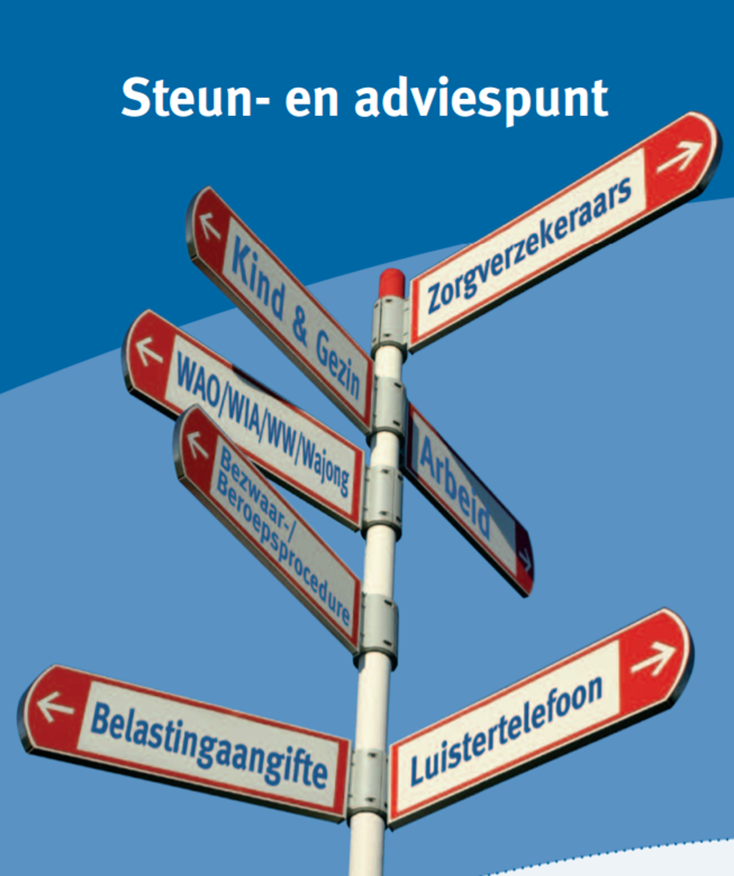 Steun- en adviespunt
Zorgverzekeraars
Kind & Gezin
WAO/WIA/WW/Wajong
Arbeid
Bezwaar-/
Beroepsprocedure
Luistertelefoon
Belastingaangifte